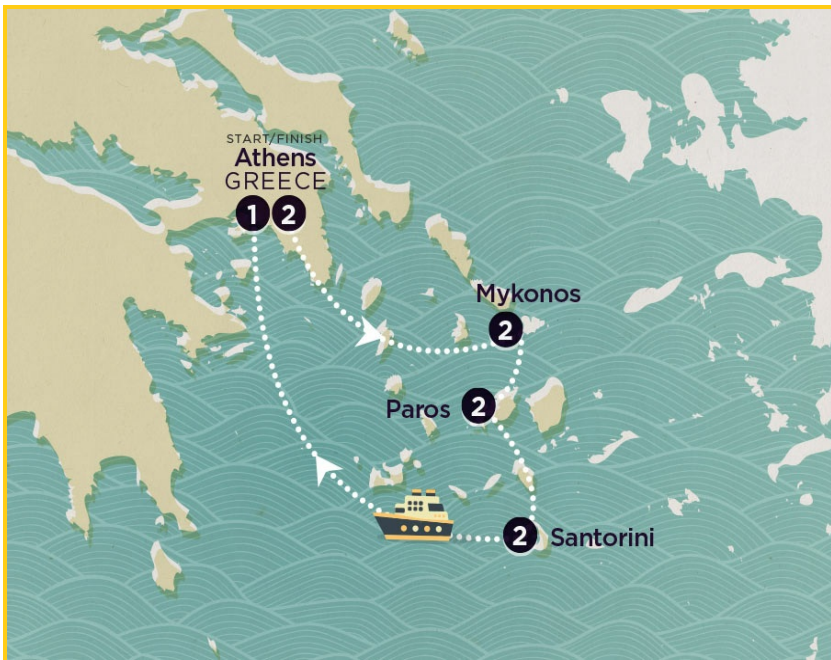 START/FINISH
Athens
GREECE
1 2
Mykonos
2
Paros 2
2 Santorini